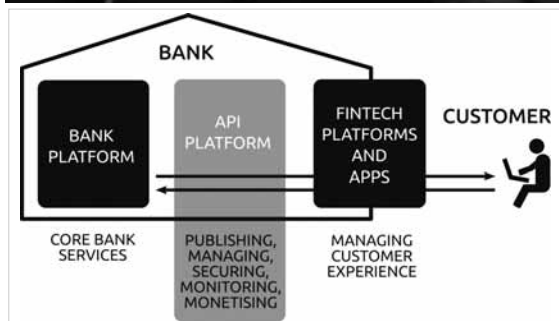 BANK
BANK
PLATFORM
API
PLATFORM
FINTECH
PLATFORMS
AND
APPS
CUSTOMER
CORE BANK
SERVICES
PUBLISHING,
MANAGING,
SECURING,
MONITORING,
MONETISING
MANAGING
CUSTOMER
EXPERIENCE